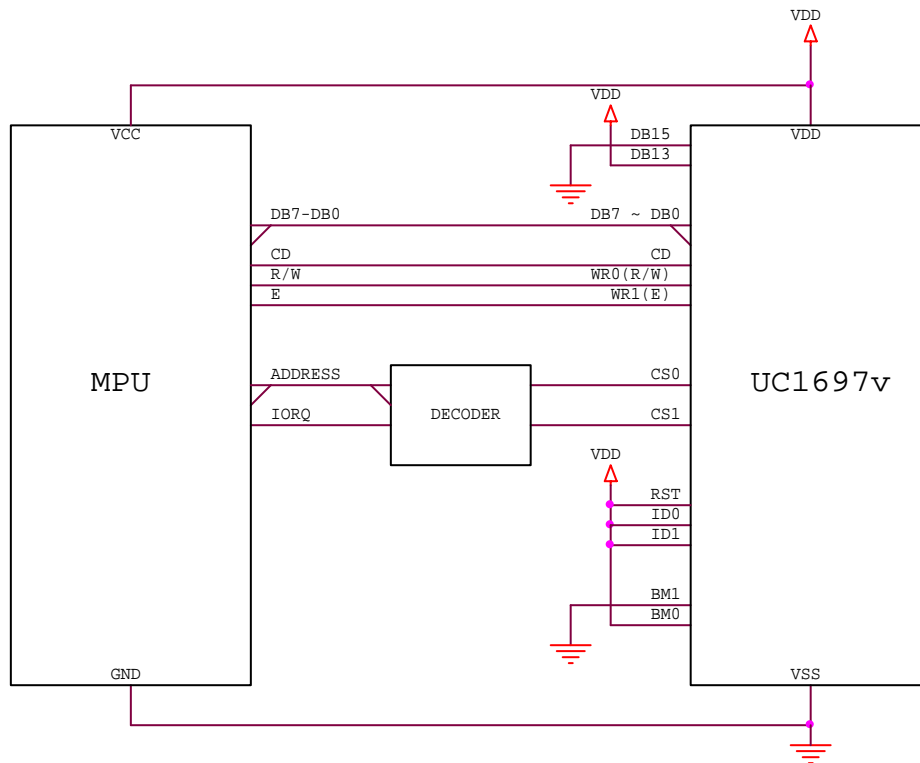 VDD
VCC
VDD
VDD
DB15
DB13
DB7-DB0
DB7 ~ DB0
CD
CD
R/W
WR0(R/W)
E
WR1(E)
MPU
ADDRESS
CS0
UC1697v
IORQ
DECODER
CS1
VDD
RST
ID0
ID1
BM1
BM0
GND
VSS